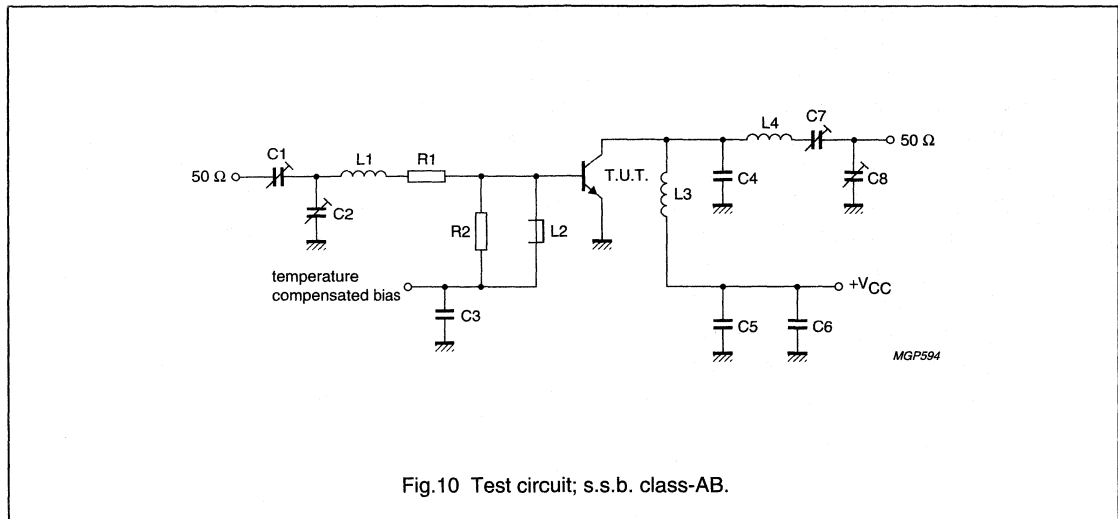 C7
L4
50 Ω
C1
L1
R1
50 Ω
T.U.T.
C4
C8
L3
C2
R2
L2
temperature
compensated bias
+VCC
C3
C5
C6
MGP594
Fig.10 Test circuit; s.s.b. class-AB.